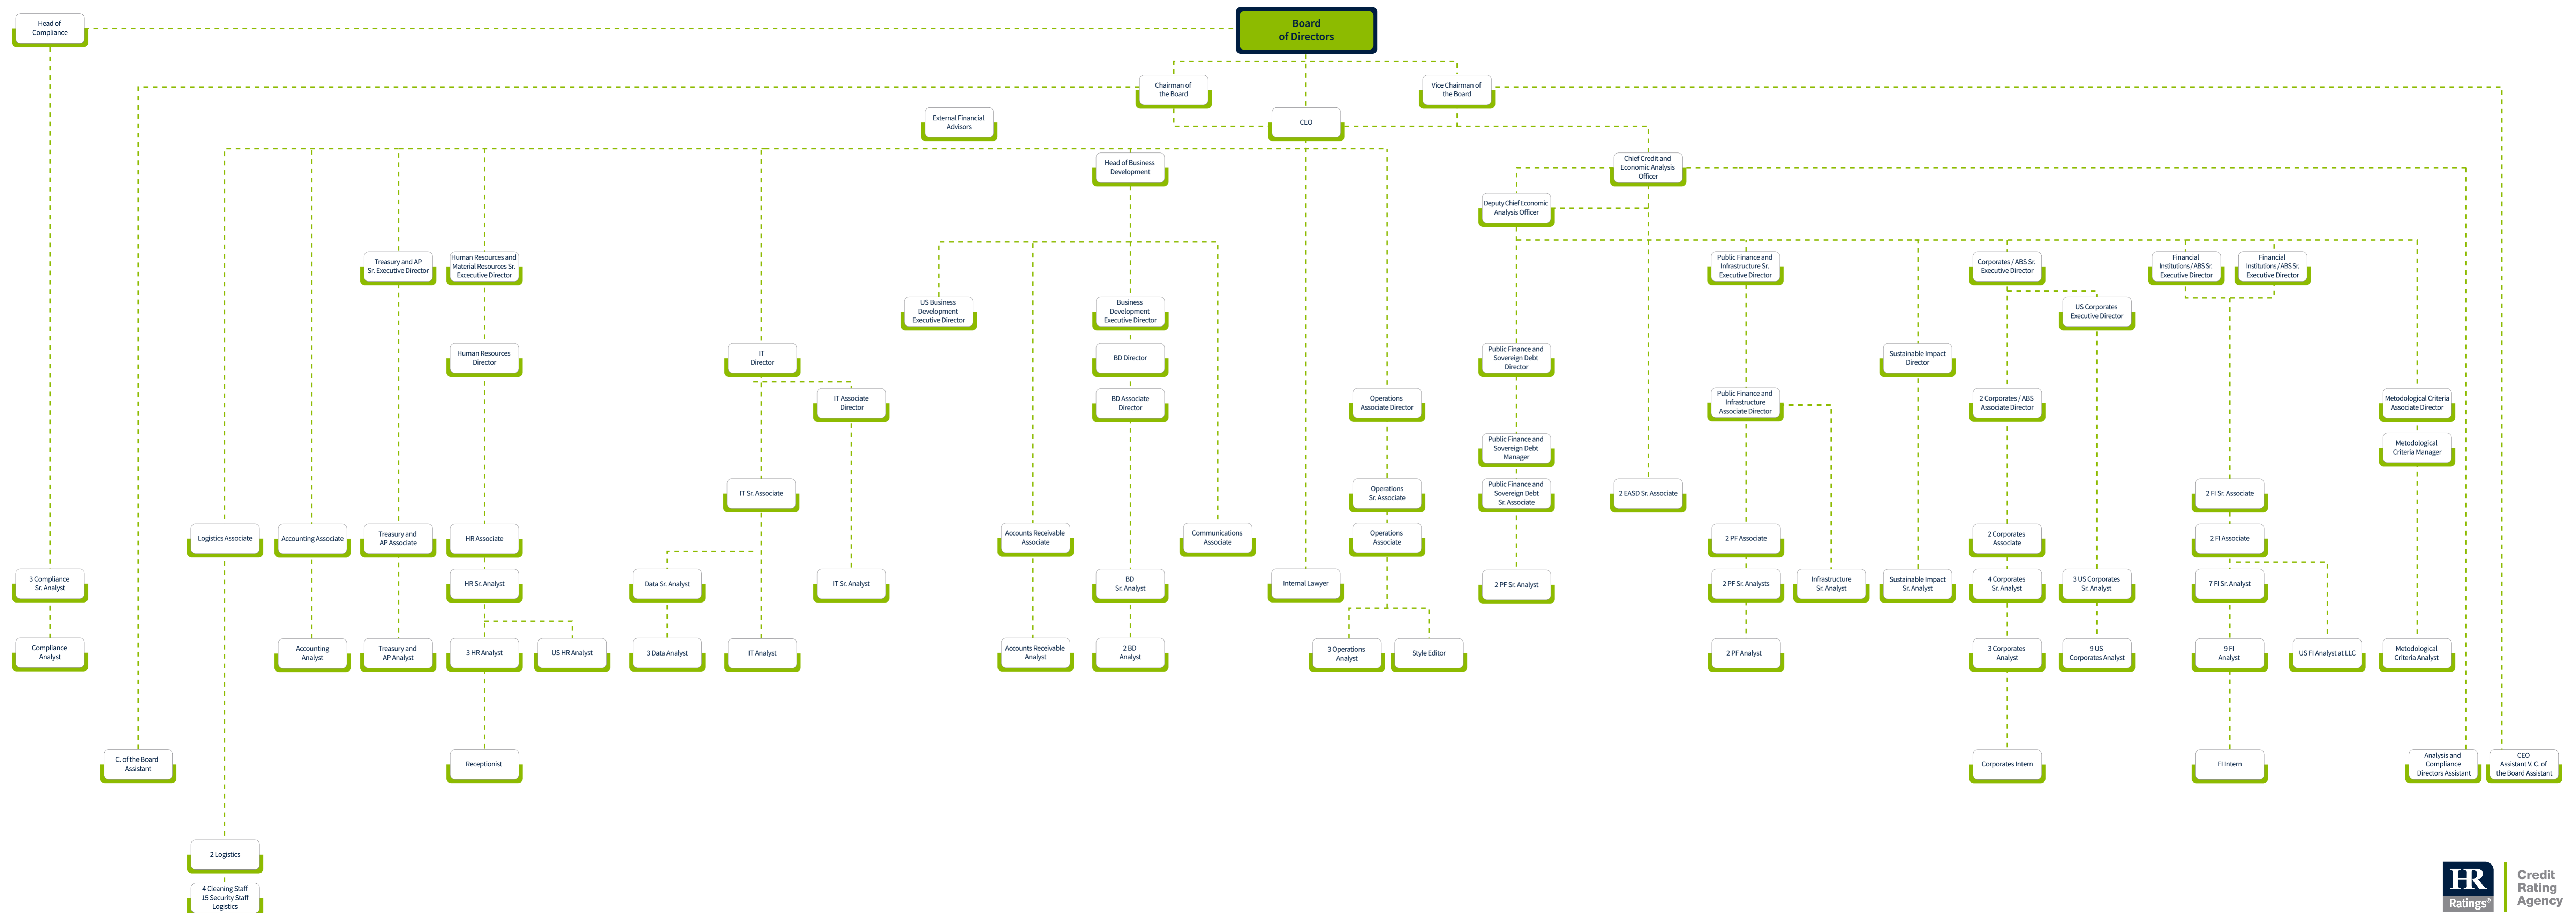 Head of
Compliance
Board
of Directors
Chairman of
the Board
Vice Chairman of
the Board
External Financial
Advisors
CEO
Head of Business
Development
Chief Credit and
Economic Analysis
Officer
Deputy Chief Economic
Analysis Officer
Treasury and AP
Sr. Executive Director
Human Resources and
Material Resources Sr.
Excecutive Director
Public Finance and
Infrastructure Sr.
Executive Director
Corporates / ABS Sr.
Executive Director
Financial
Institutions / ABS Sr.
Executive Director
Financial
Institutions / ABS Sr.
Executive Director
US Business
Development
Executive Director
Business
Development
Executive Director
US Corporates
Executive Director
Human Resources
Director
IT
Director
BD Director
Public Finance and
Sovereign Debt
Director
Sustainable Impact
Director
IT Associate
Director
BD Associate
Director
Operations
Associate Director
Public Finance and
Infrastructure
Associate Director
2 Corporates / ABS
Associate Director
Metodological Criteria
Associate Director
Public Finance and
Sovereign Debt
Manager
Metodological
Criteria Manager
IT Sr. Associate
Operations
Sr. Associate
Public Finance and
Sovereign Debt
Sr. Associate
2 EASD Sr. Associate
2 FI Sr. Associate
Logistics Associate
Accounting Associate
Treasury and
AP Associate
HR Associate
Accounts Receivable
Associate
Communications
Associate
Operations
Associate
2 PF Associate
2 Corporates
Associate
2 FI Associate
3 Compliance
Sr. Analyst
HR Sr. Analyst
Data Sr. Analyst
IT Sr. Analyst
BD
Sr. Analyst
Internal Lawyer
2 PF Sr. Analyst
2 PF Sr. Analysts
Infrastructure
Sr. Analyst
Sustainable Impact
Sr. Analyst
4 Corporates
Sr. Analyst
3 US Corporates
Sr. Analyst
7 FI Sr. Analyst
Compliance
Analyst
Accounting
Analyst
Treasury and
AP Analyst
3 HR Analyst
US HR Analyst
3 Data Analyst
IT Analyst
Accounts Receivable
Analyst
2 BD
Analyst
3 Operations
Analyst
Style Editor
2 PF Analyst
3 Corporates
Analyst
9 US
Corporates Analyst
9 FI
Analyst
US FI Analyst at LLC
Metodological
Criteria Analyst
C. of the Board
Assistant
Receptionist
Corporates Intern
FI Intern
Analysis and
Compliance
Directors Assistant
CEO
Assistant V. C. of
the Board Assistant
2 Logistics
4 Cleaning Staff
15 Security Staff
Logistics
HR
Ratings®
Credit
Rating
Agency